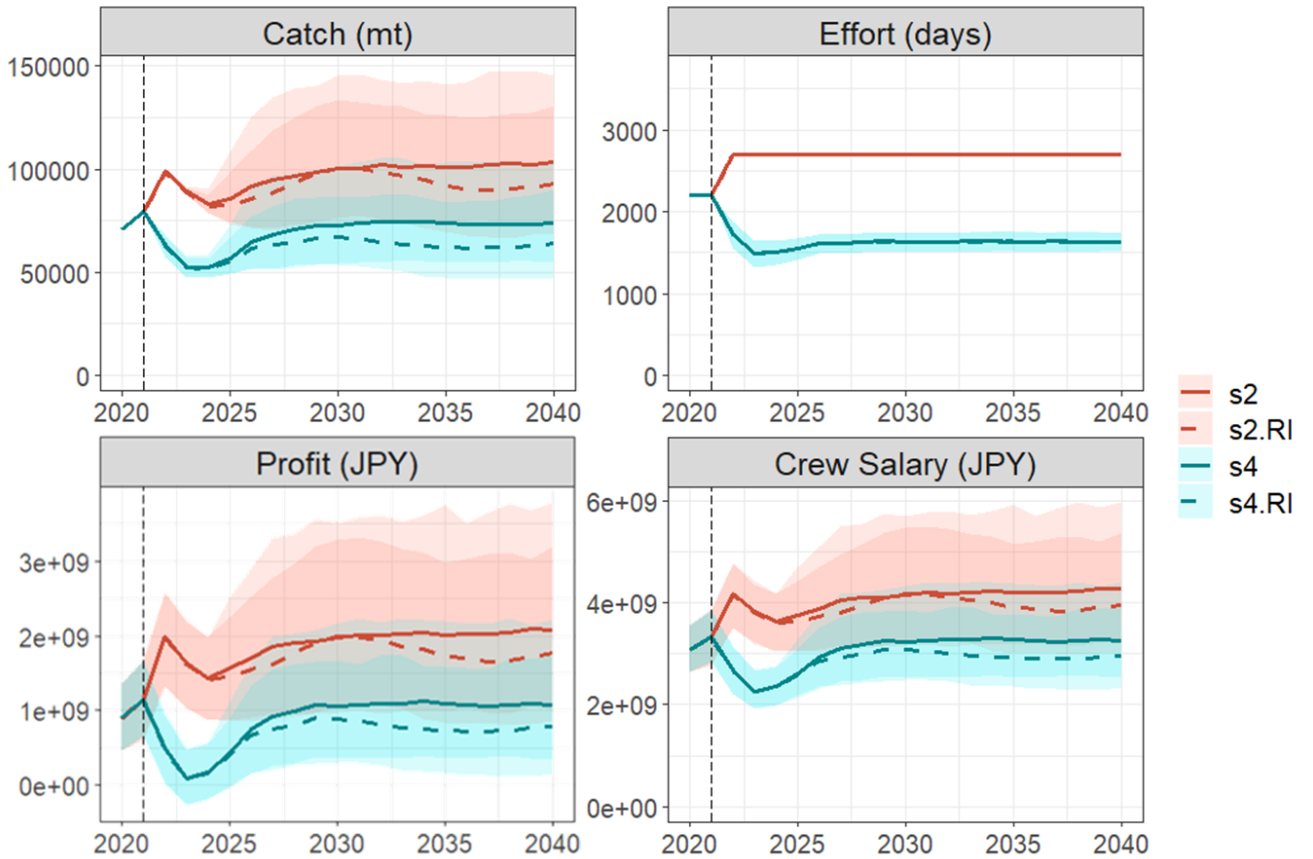 Catch (mt)
150000
100000
50000
0
2020 2025 2030 2035 2040
Effort (days)
3000
2000
1000
0
2020 2025 2030 2035 2040
Profit (JPY)
3e+09
2e+09
1e+09
0e+00
2020 2025 2030 2035 2040
Crew Salary (JPY)
6e+09
4e+09
2e+09
0e+00
2020 2025 2030 2035 2040
s2
s2.RI
s4
s4.RI